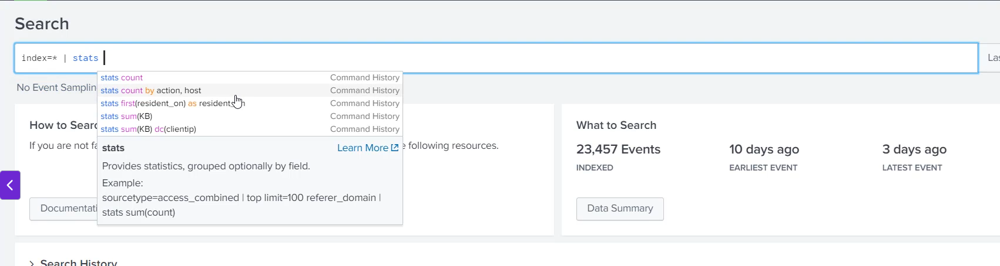 Search
index=* | stats
Las
stats count Command History
No Event Samplin
stats count by action, host Command History
stats first(resident_on) as resident_ n Command History
stats sum(KB) Command History
stats sum(KB) dc(clientip) Command History
How to Searc
If you are not fa
e following resources.
stats Learn More
Provides statistics, grouped optionally by field.
Example:
sourcetype=access_combined | top limit=100 referer_domain |
stats sum(count)
Documentati
What to Search
23,457 Events 10 days ago 3 days ago
INDEXED EARLIEST EVENT LATEST EVENT
Data Summary
Search History